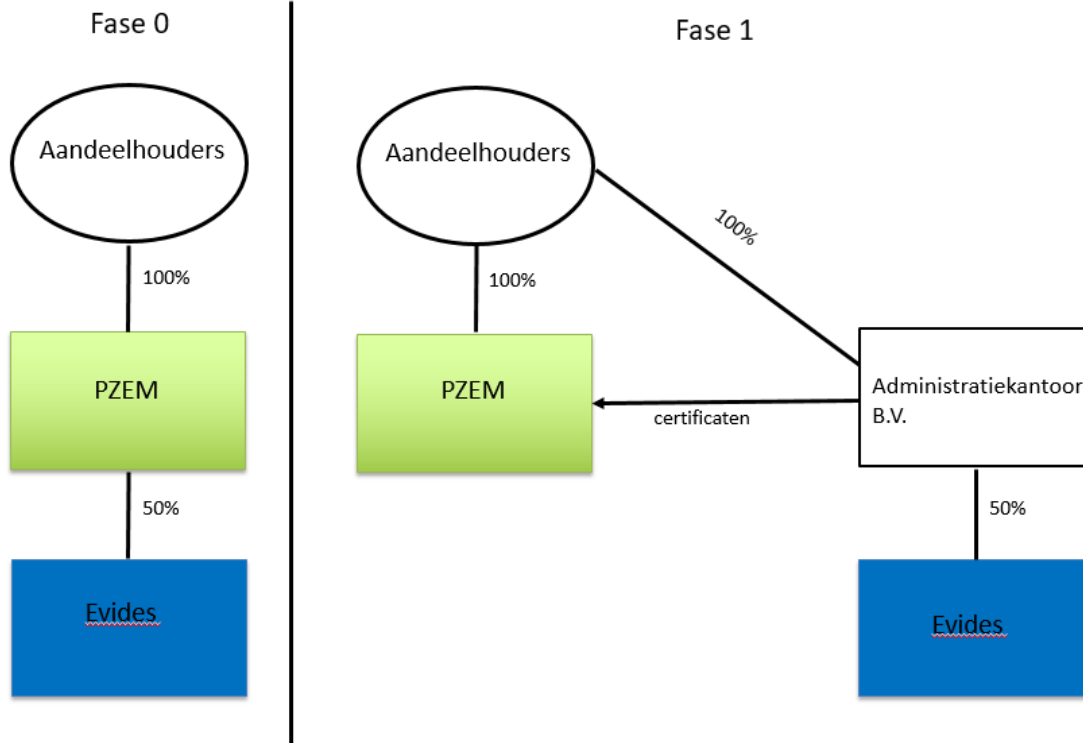 Fase 0
Aandeelhouders
100%
PZEM
50%
Evides
Fase 1
Aandeelhouders
100%
100%
PZEM
certificaten
Administratiekantoor
B.V.
50%
Evides